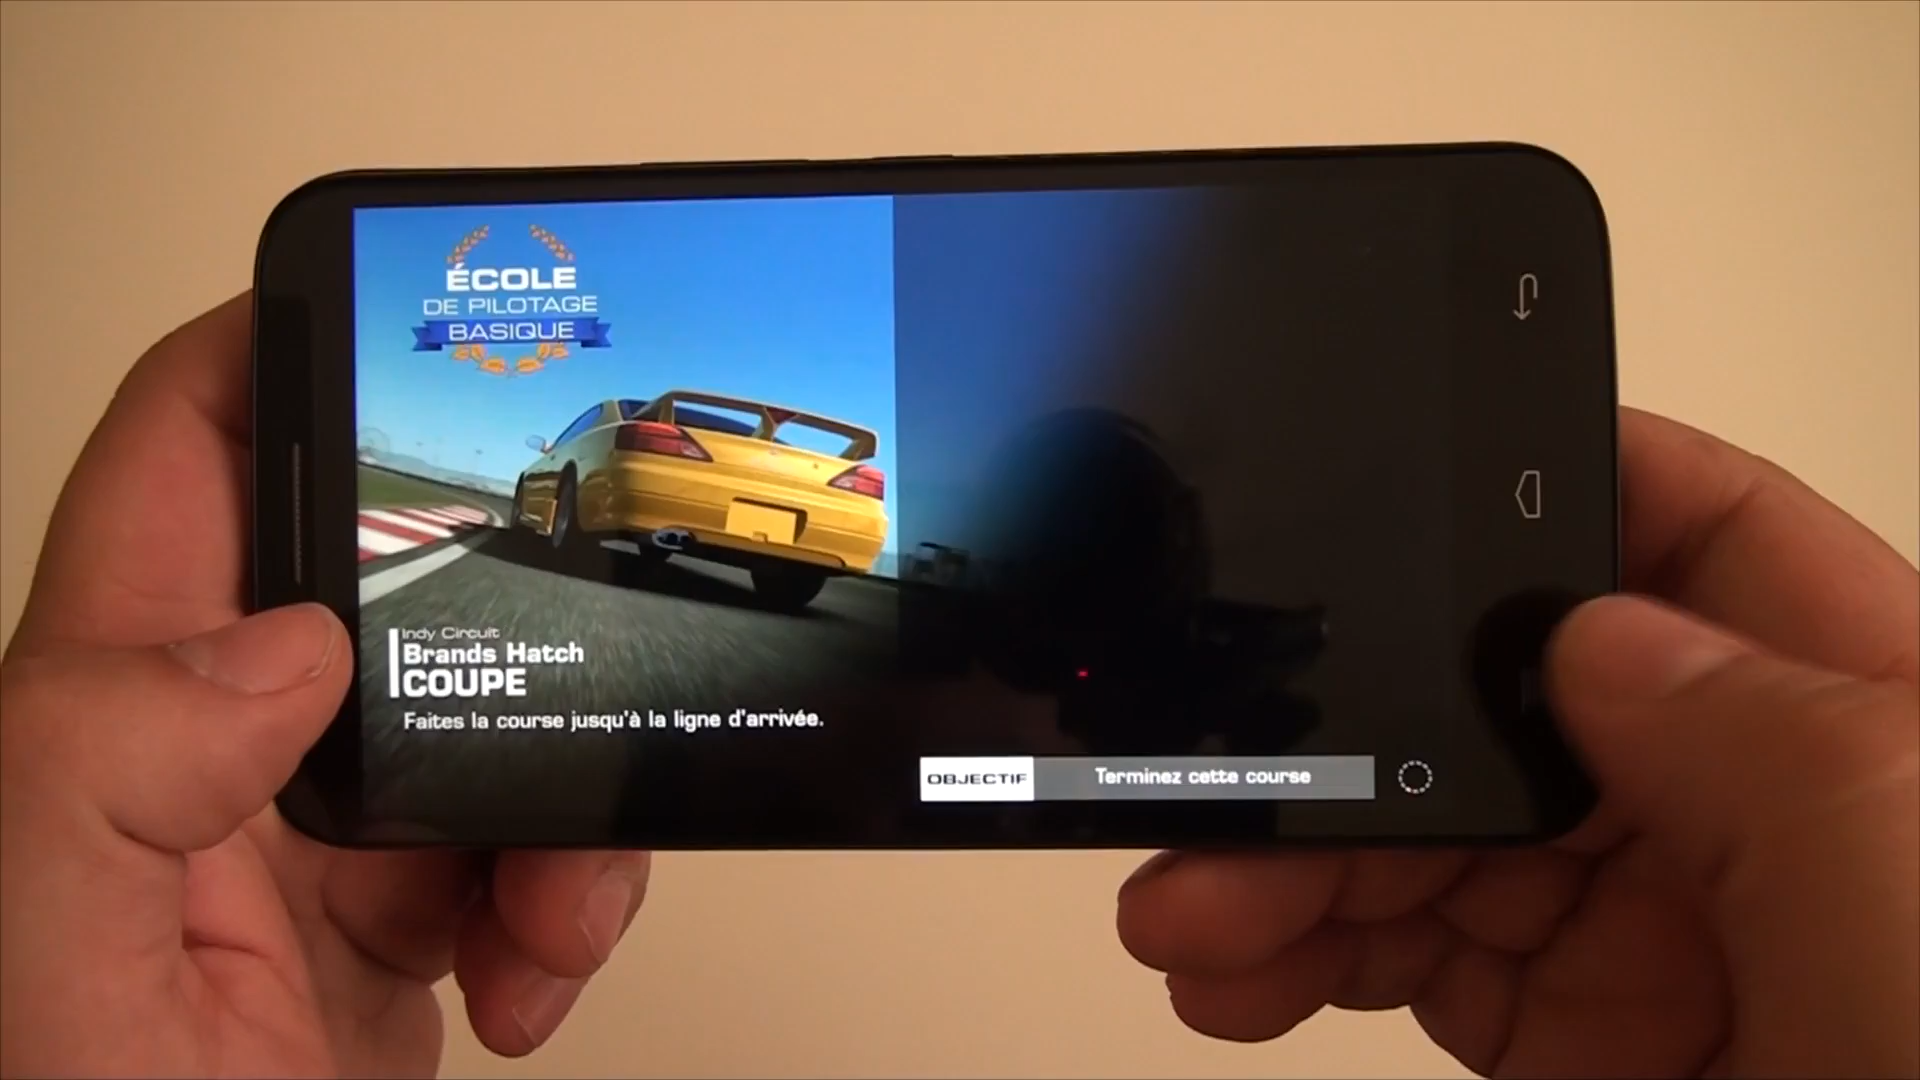 ÉCOLE
DE PILOTAGE
BASIQUE
Indy Circuit
Brands Hatch
COUPE
Faites la course jusqu'à la ligne d'arrivée.
OBJECTIF
Terminez cette course